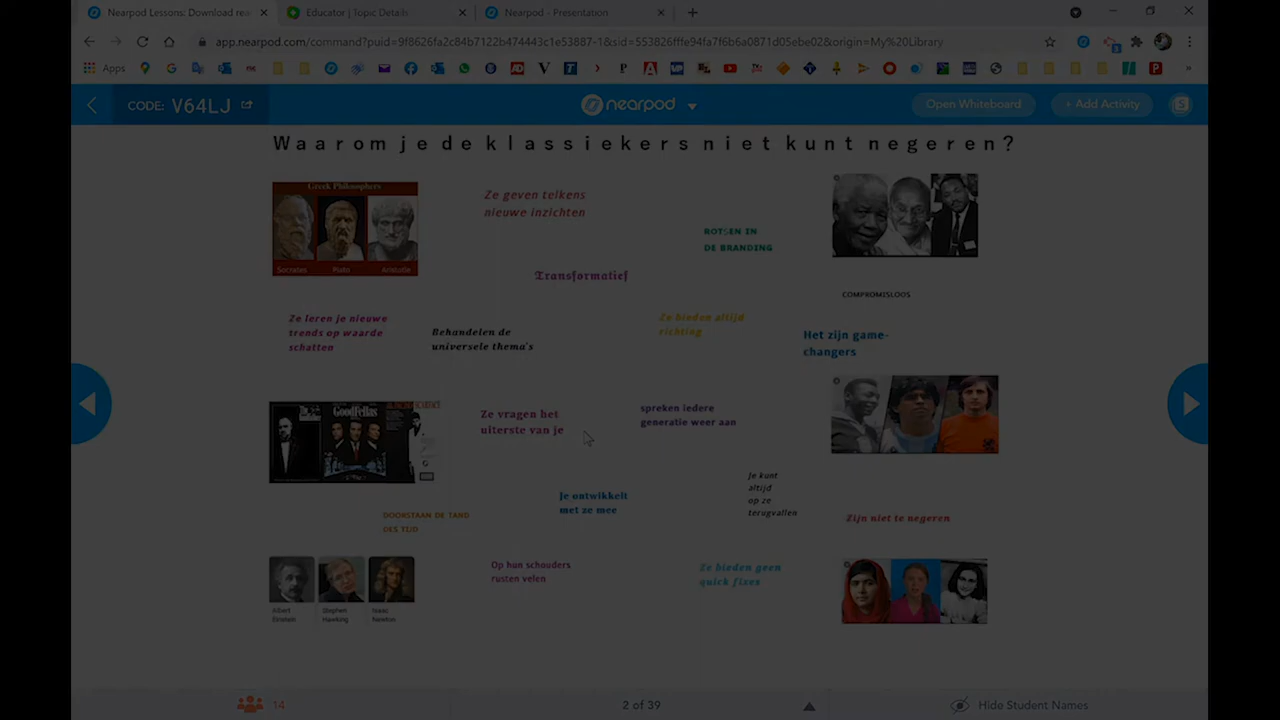 Nearpod Lessons: Download rea
Educator | Topic Details
Nearpod - Presentation
app.nearpod.com/command?puid=9f8626fa2c84b7122b474443c1e53887-1&sid=553826fffe94fa7f6b6a0871d05ebe02&origin=My%20Library
Apps
CODE: V64LJ
nearpod
Open Whiteboard
+ Add Activity
Waarom je de klassiekers niet kunt negeren?
Greek Philosophers
Socrates Plato Aristotle
Ze geven telkens
nieuwe inzichten
ROTSEN IN
DE BRANDING
Transformatief
COMPROMISLOOS
Ze leren je nieuwe
trends op waarde
schatten
Behandelen de
universele thema's
Ze bieden altijd
richting
Het zijn game-
changers
GoodFellas
SCARFACE
Ze vragen het
uiterste van je
spreken iedere
generatie weer aan
Je ontwikkelt
met ze mee
Je kunt
altijd
op ze
terugvallen
DOORSTAAN DE TAND
DES TIJD
Zijn niet te negeren
Op hun schouders
rusten velen
Ze bieden geen
quick fixes
Albert
Einstein
Stephen
Hawking
Isaac
Newton
14
2 of 39
Hide Student Names